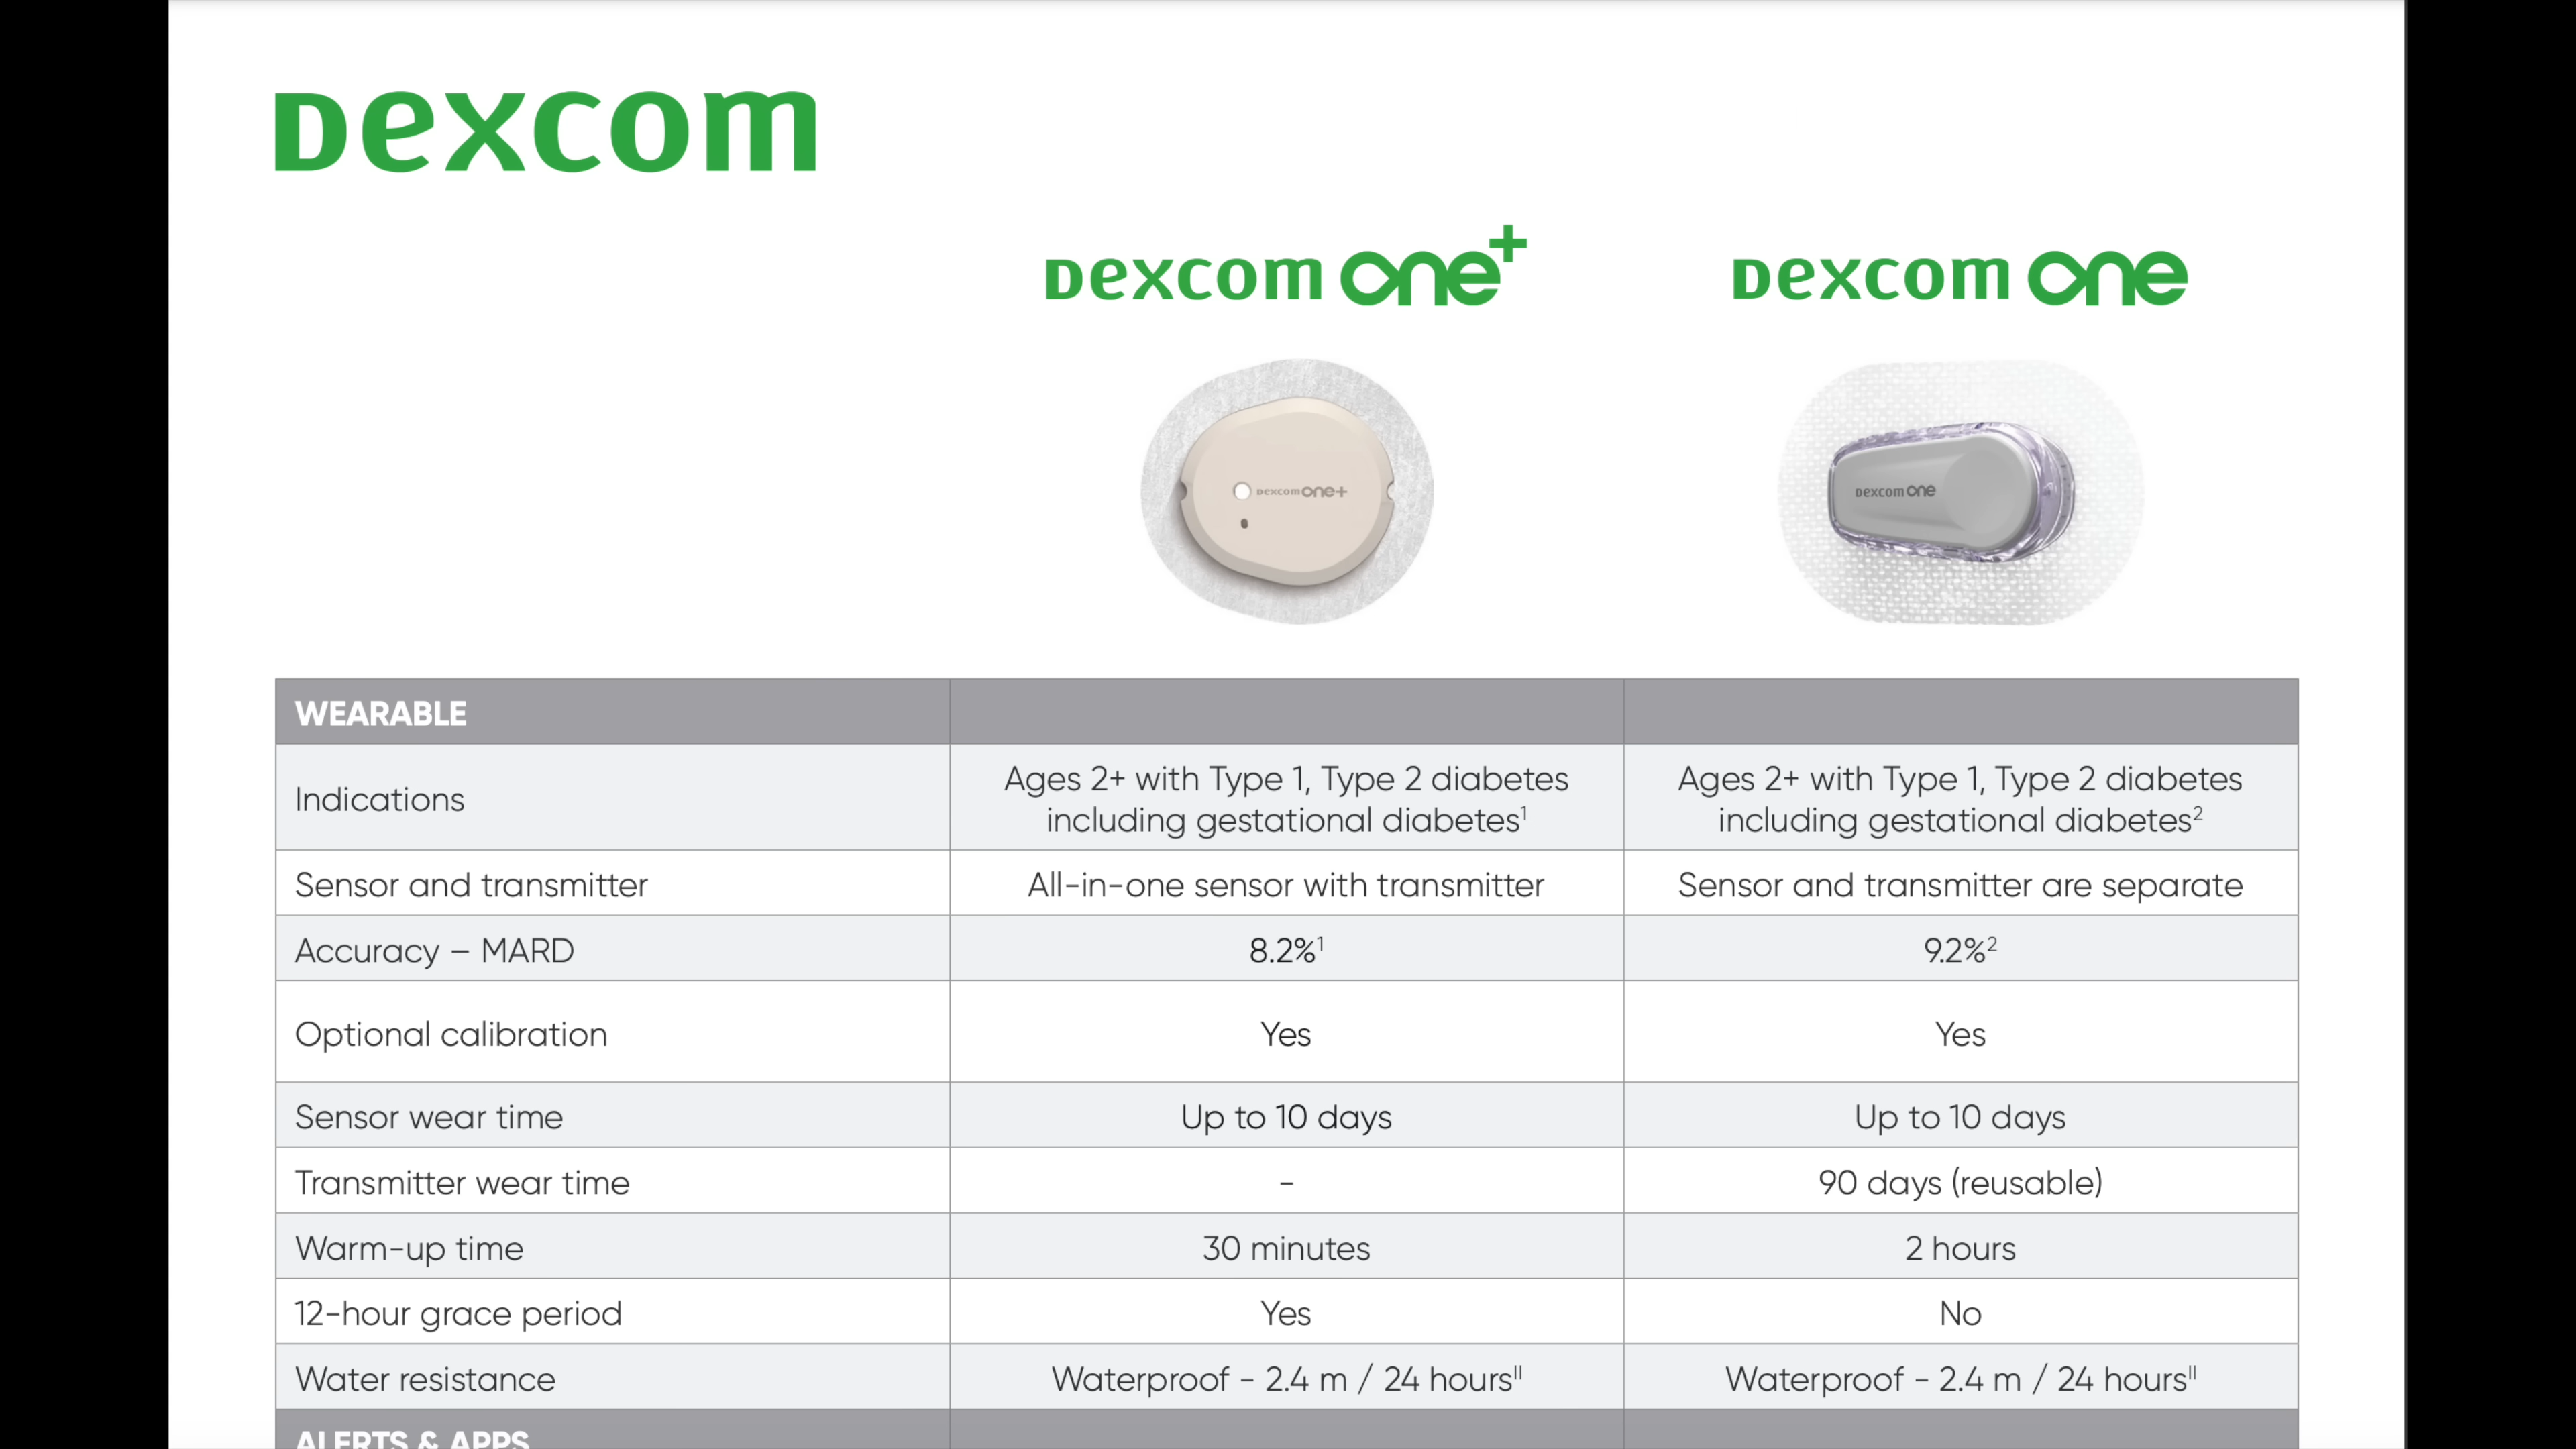 Dexcom
Dexcom one+
Dexcom one
Dexcom one+
Dexcom one
WEARABLE
Indications
Ages 2+ with Type 1, Type 2 diabetes
including gestational diabetes¹
Ages 2+ with Type 1, Type 2 diabetes
including gestational diabetes²
Sensor and transmitter
All-in-one sensor with transmitter
Sensor and transmitter are separate
Accuracy – MARD
8.2%¹
9.2%²
Optional calibration
Yes
Yes
Sensor wear time
Up to 10 days
Up to 10 days
Transmitter wear time
-
90 days (reusable)
Warm-up time
30 minutes
2 hours
12-hour grace period
Yes
No
Water resistance
Waterproof - 2.4 m / 24 hoursII
Waterproof - 2.4 m / 24 hoursII
ALERTS & APPS